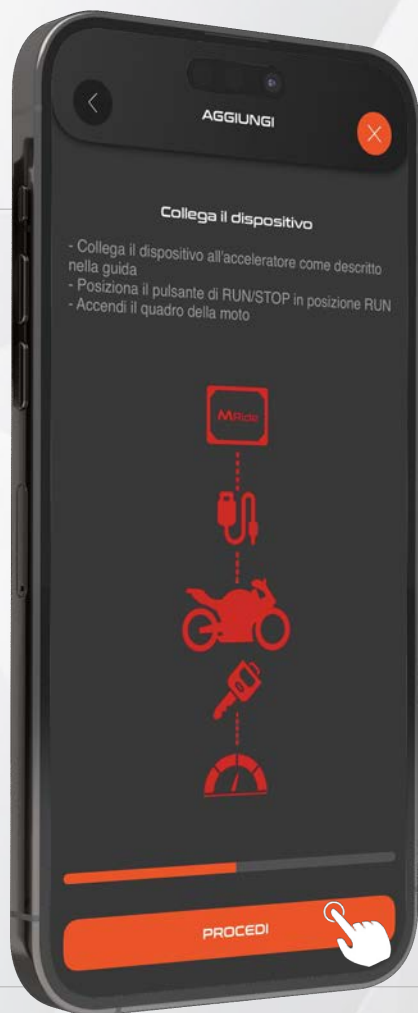 AGGIUNGI
Collega il dispositivo
- Collega il dispositivo all'acceleratore come descritto
nella guida
- Posiziona il pulsante di RUN/STOP in posizione RUN
- Accendi il quadro della moto
MRide
PROCEDI